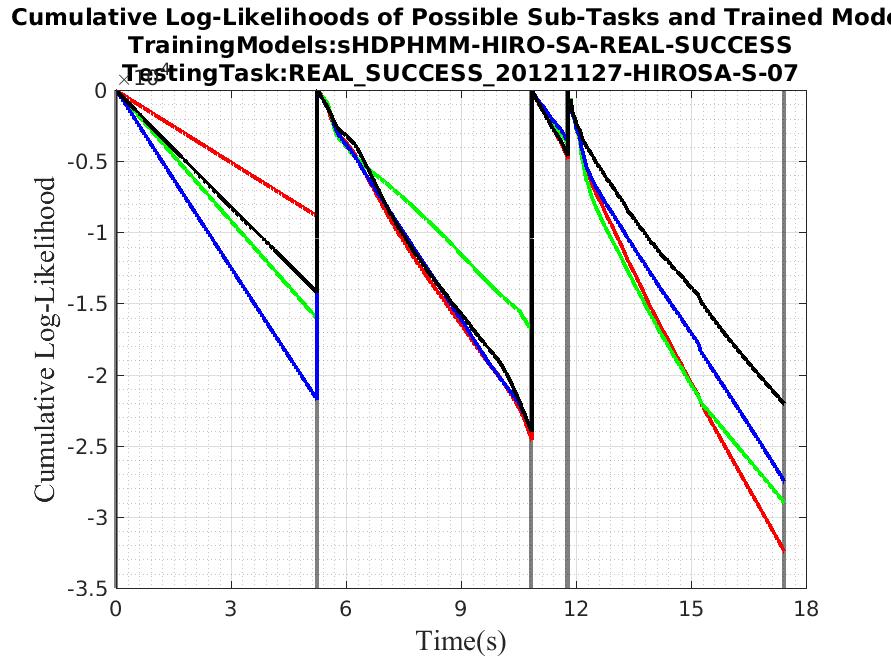 Cumulative Log-Likelihoods of Possible Sub-Tasks and Trained Mode
TrainingModels:sHDPHMM-HIRO-SA-REAL-SUCCESS
TestingTask:REAL_SUCCESS_20121127-HIROSA-S-07
×10⁴
0
-0.5
-1
-1.5
-2
-2.5
-3
-3.5
Cumulative Log-Likelihood
0 3 6 9 12 15 18
Time(s)